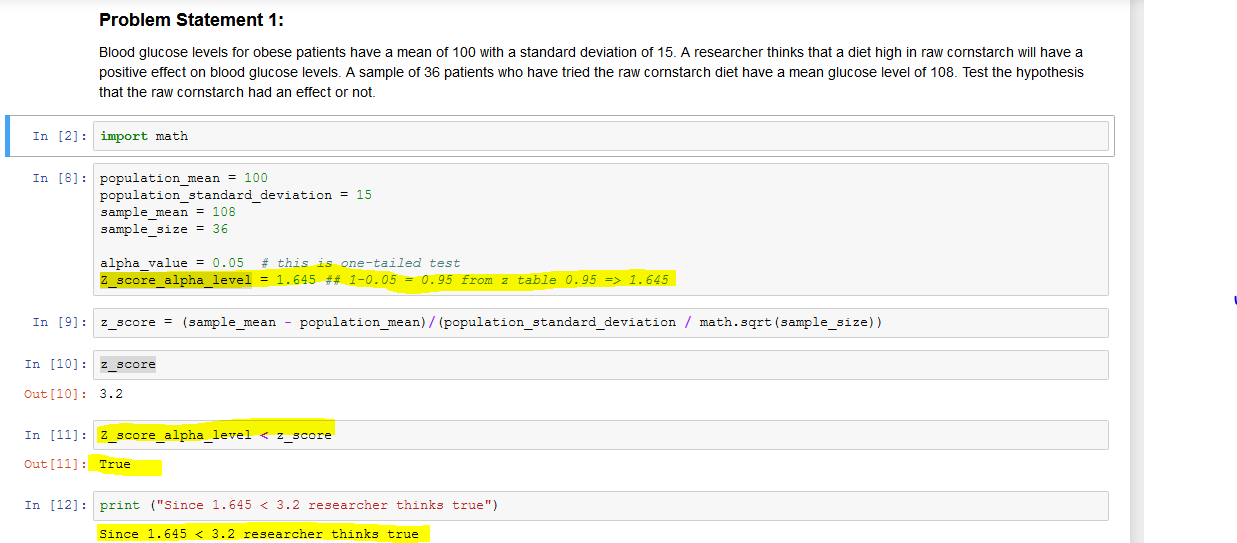 Problem Statement 1:
Blood glucose levels for obese patients have a mean of 100 with a standard deviation of 15. A researcher thinks that a diet high in raw cornstarch will have a
positive effect on blood glucose levels. A sample of 36 patients who have tried the raw cornstarch diet have a mean glucose level of 108. Test the hypothesis
that the raw cornstarch had an effect or not.
In [2]: import math
In [8]: population_mean = 100
population_standard_deviation = 15
sample_mean = 108
sample_size = 36
alpha_value = 0.05  # this is one-tailed test
Z_score_alpha_level = 1.645 ## 1-0.05 = 0.95 from z table 0.95 => 1.645
In [9]: z_score = (sample_mean - population_mean)/(population_standard_deviation / math.sqrt(sample_size))
In [10]: z_score
Out[10]: 3.2
In [11]: Z_score_alpha_level < z_score
Out[11]: True
In [12]: print ("Since 1.645 < 3.2 researcher thinks true")
Since 1.645 < 3.2 researcher thinks true